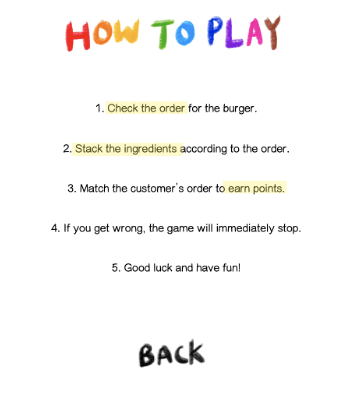 HOW TO PLAY
1. Check the order for the burger.
2. Stack the ingredients according to the order.
3. Match the customer's order to earn points.
4. If you get wrong, the game will immediately stop.
5. Good luck and have fun!
BACK